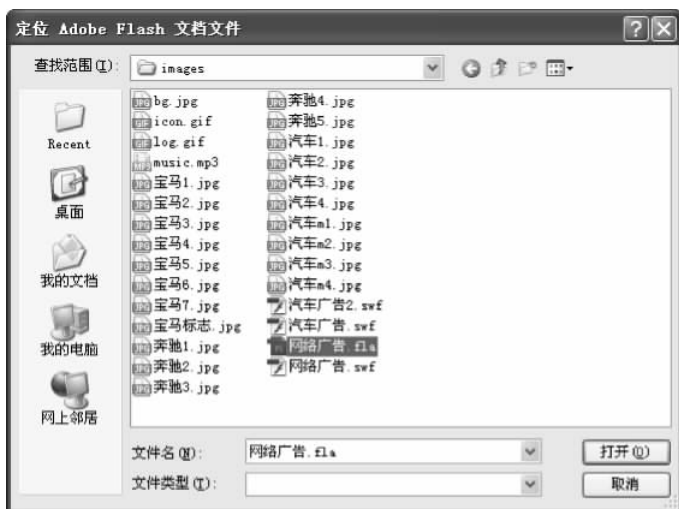 定位 Adobe Flash 文档文件
查找范围(I):
images
Recent
桌面
我的文档
我的电脑
网上邻居
bg.jpg
icon.gif
log.gif
music.mp3
宝马1.jpg
宝马2.jpg
宝马3.jpg
宝马4.jpg
宝马5.jpg
宝马6.jpg
宝马7.jpg
宝马标志.jpg
奔驰1.jpg
奔驰2.jpg
奔驰3.jpg
奔驰4.jpg
奔驰5.jpg
汽车1.jpg
汽车2.jpg
汽车3.jpg
汽车4.jpg
汽车m1.jpg
汽车m2.jpg
汽车m3.jpg
汽车m4.jpg
汽车广告2.swf
汽车广告.swf
网络广告.fla
网络广告.swf
文件名(N):
网络广告.fla
打开(O)
文件类型(T):
取消